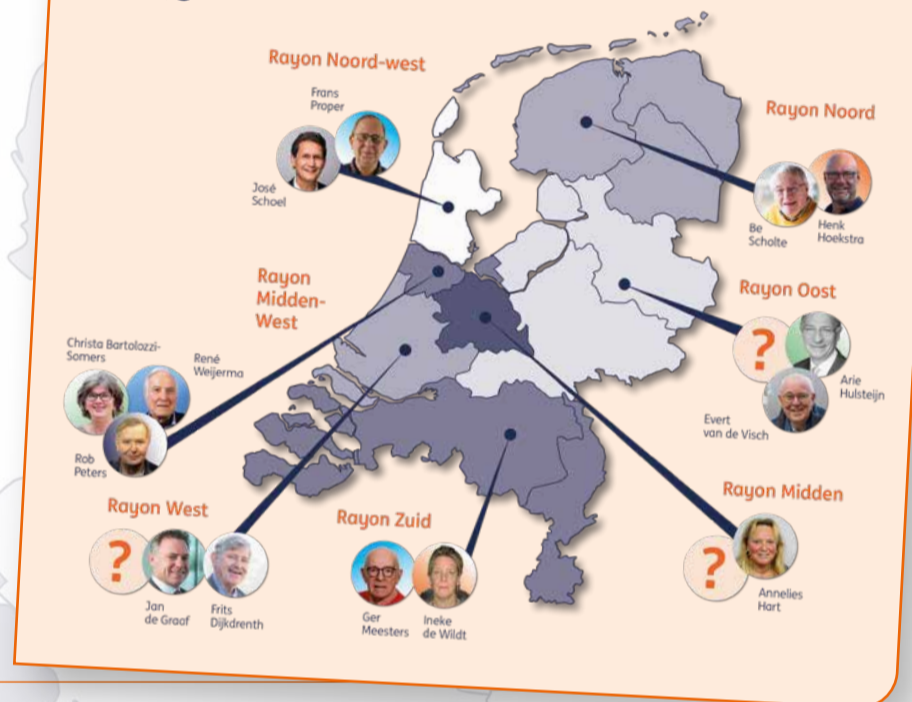 Rayon Noord-west
Frans
Proper
José
Schoel
Rayon Noord
Be
Scholte
Henk
Hoekstra
Rayon
Midden-
West
Christa Bartolozzi-
Somers
René
Weijerma
Rob
Peters
Rayon Oost
?
Arie
Hulsteijn
Evert
van de Visch
Rayon West
?
Jan
de Graaf
Frits
Dijkdrenth
Rayon Zuid
Ger
Meesters
Ineke
de Wildt
Rayon Midden
?
Annelies
Hart